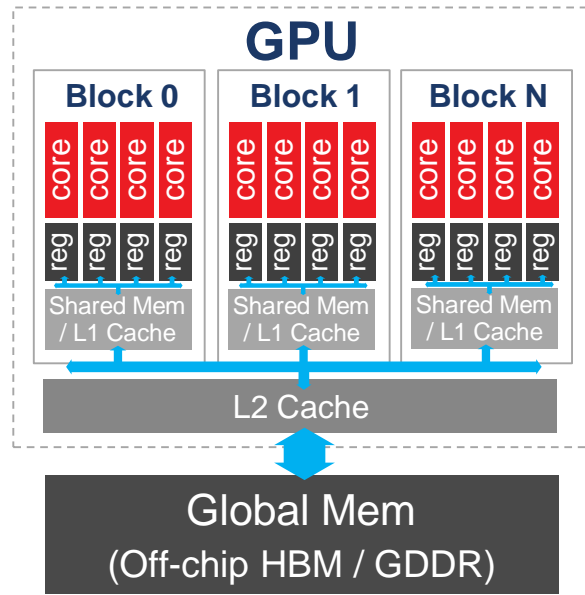 GPU
Block 0
Block 1
Block N
core core core core
core core core core
core core core core
reg reg reg reg
reg reg reg reg
reg reg reg reg
Shared Mem
/ L1 Cache
Shared Mem
/ L1 Cache
Shared Mem
/ L1 Cache
L2 Cache
Global Mem
(Off-chip HBM / GDDR)